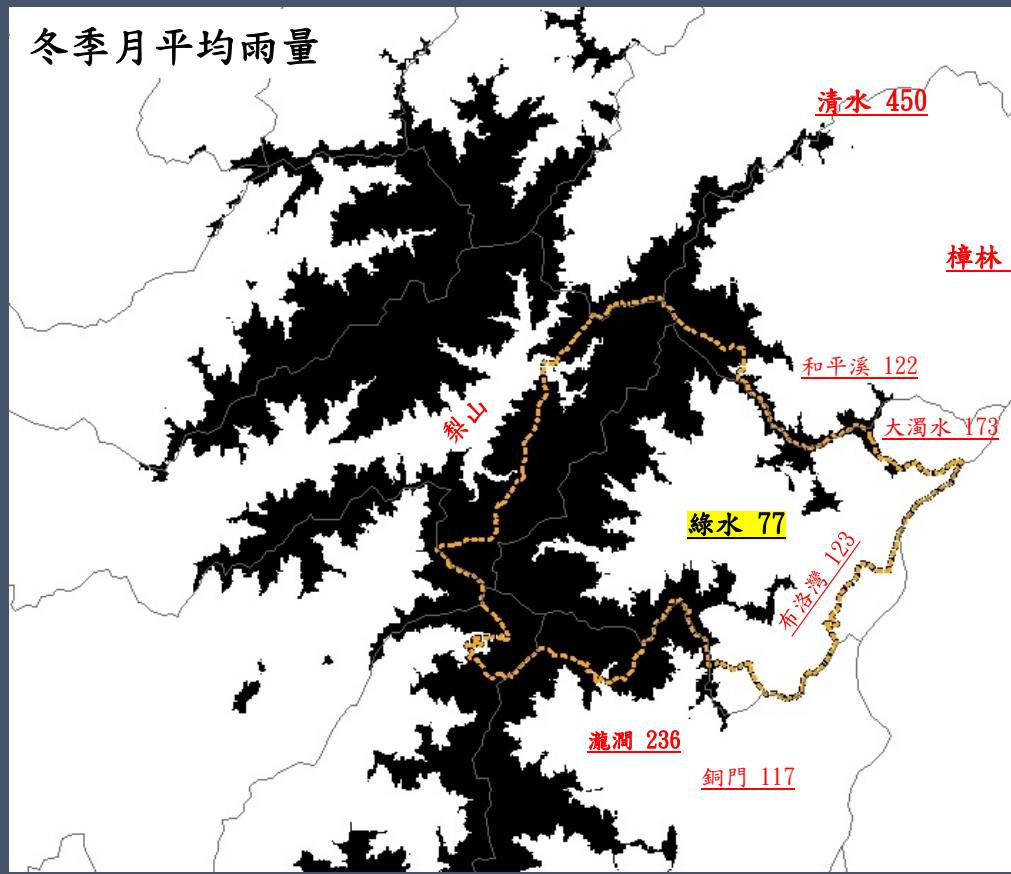 冬季月平均雨量
清水 450
樟林
和平溪 122
梨山
大濁水 173
綠水 77
布洛灣 123
瀧澗 236
銅門 117